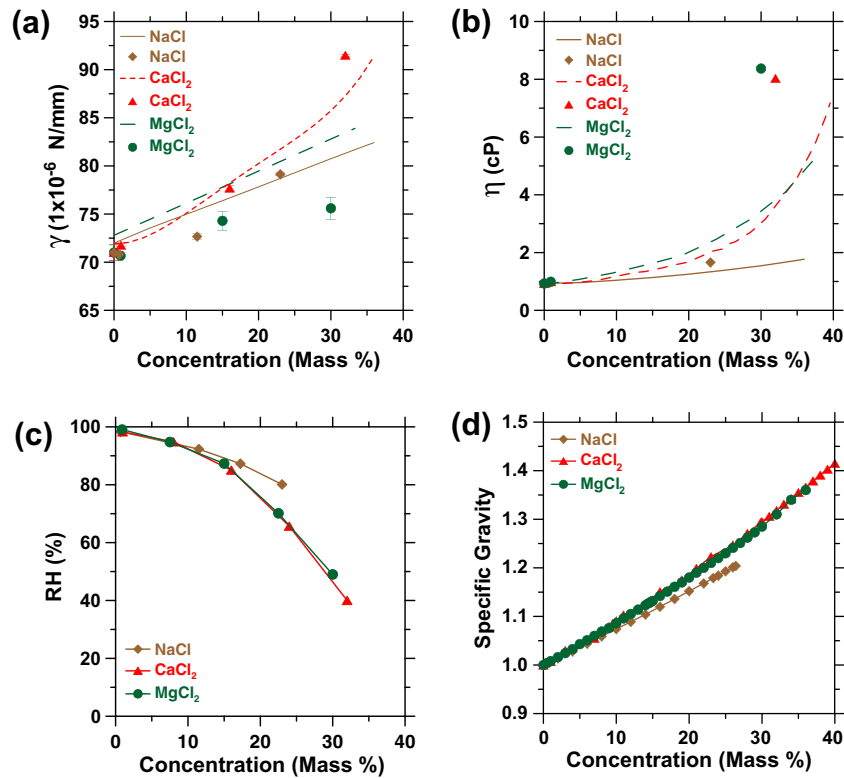 (a)
NaCl
NaCl
CaCl₂
CaCl₂
MgCl₂
MgCl₂
95
90
85
80
75
70
65
γ (1x10⁻⁶ N/mm)
0 10 20 30 40
Concentration (Mass %)
(b)
NaCl
NaCl
CaCl₂
CaCl₂
MgCl₂
MgCl₂
10
8
6
4
2
0
η (cP)
0 10 20 30 40
Concentration (Mass %)
(c)
100
80
60
40
20
0
RH (%)
NaCl
CaCl₂
MgCl₂
0 10 20 30 40
Concentration (Mass %)
(d)
NaCl
CaCl₂
MgCl₂
1.5
1.4
1.3
1.2
1.1
1.0
0.9
Specific Gravity
0 10 20 30 40
Concentration (Mass %)